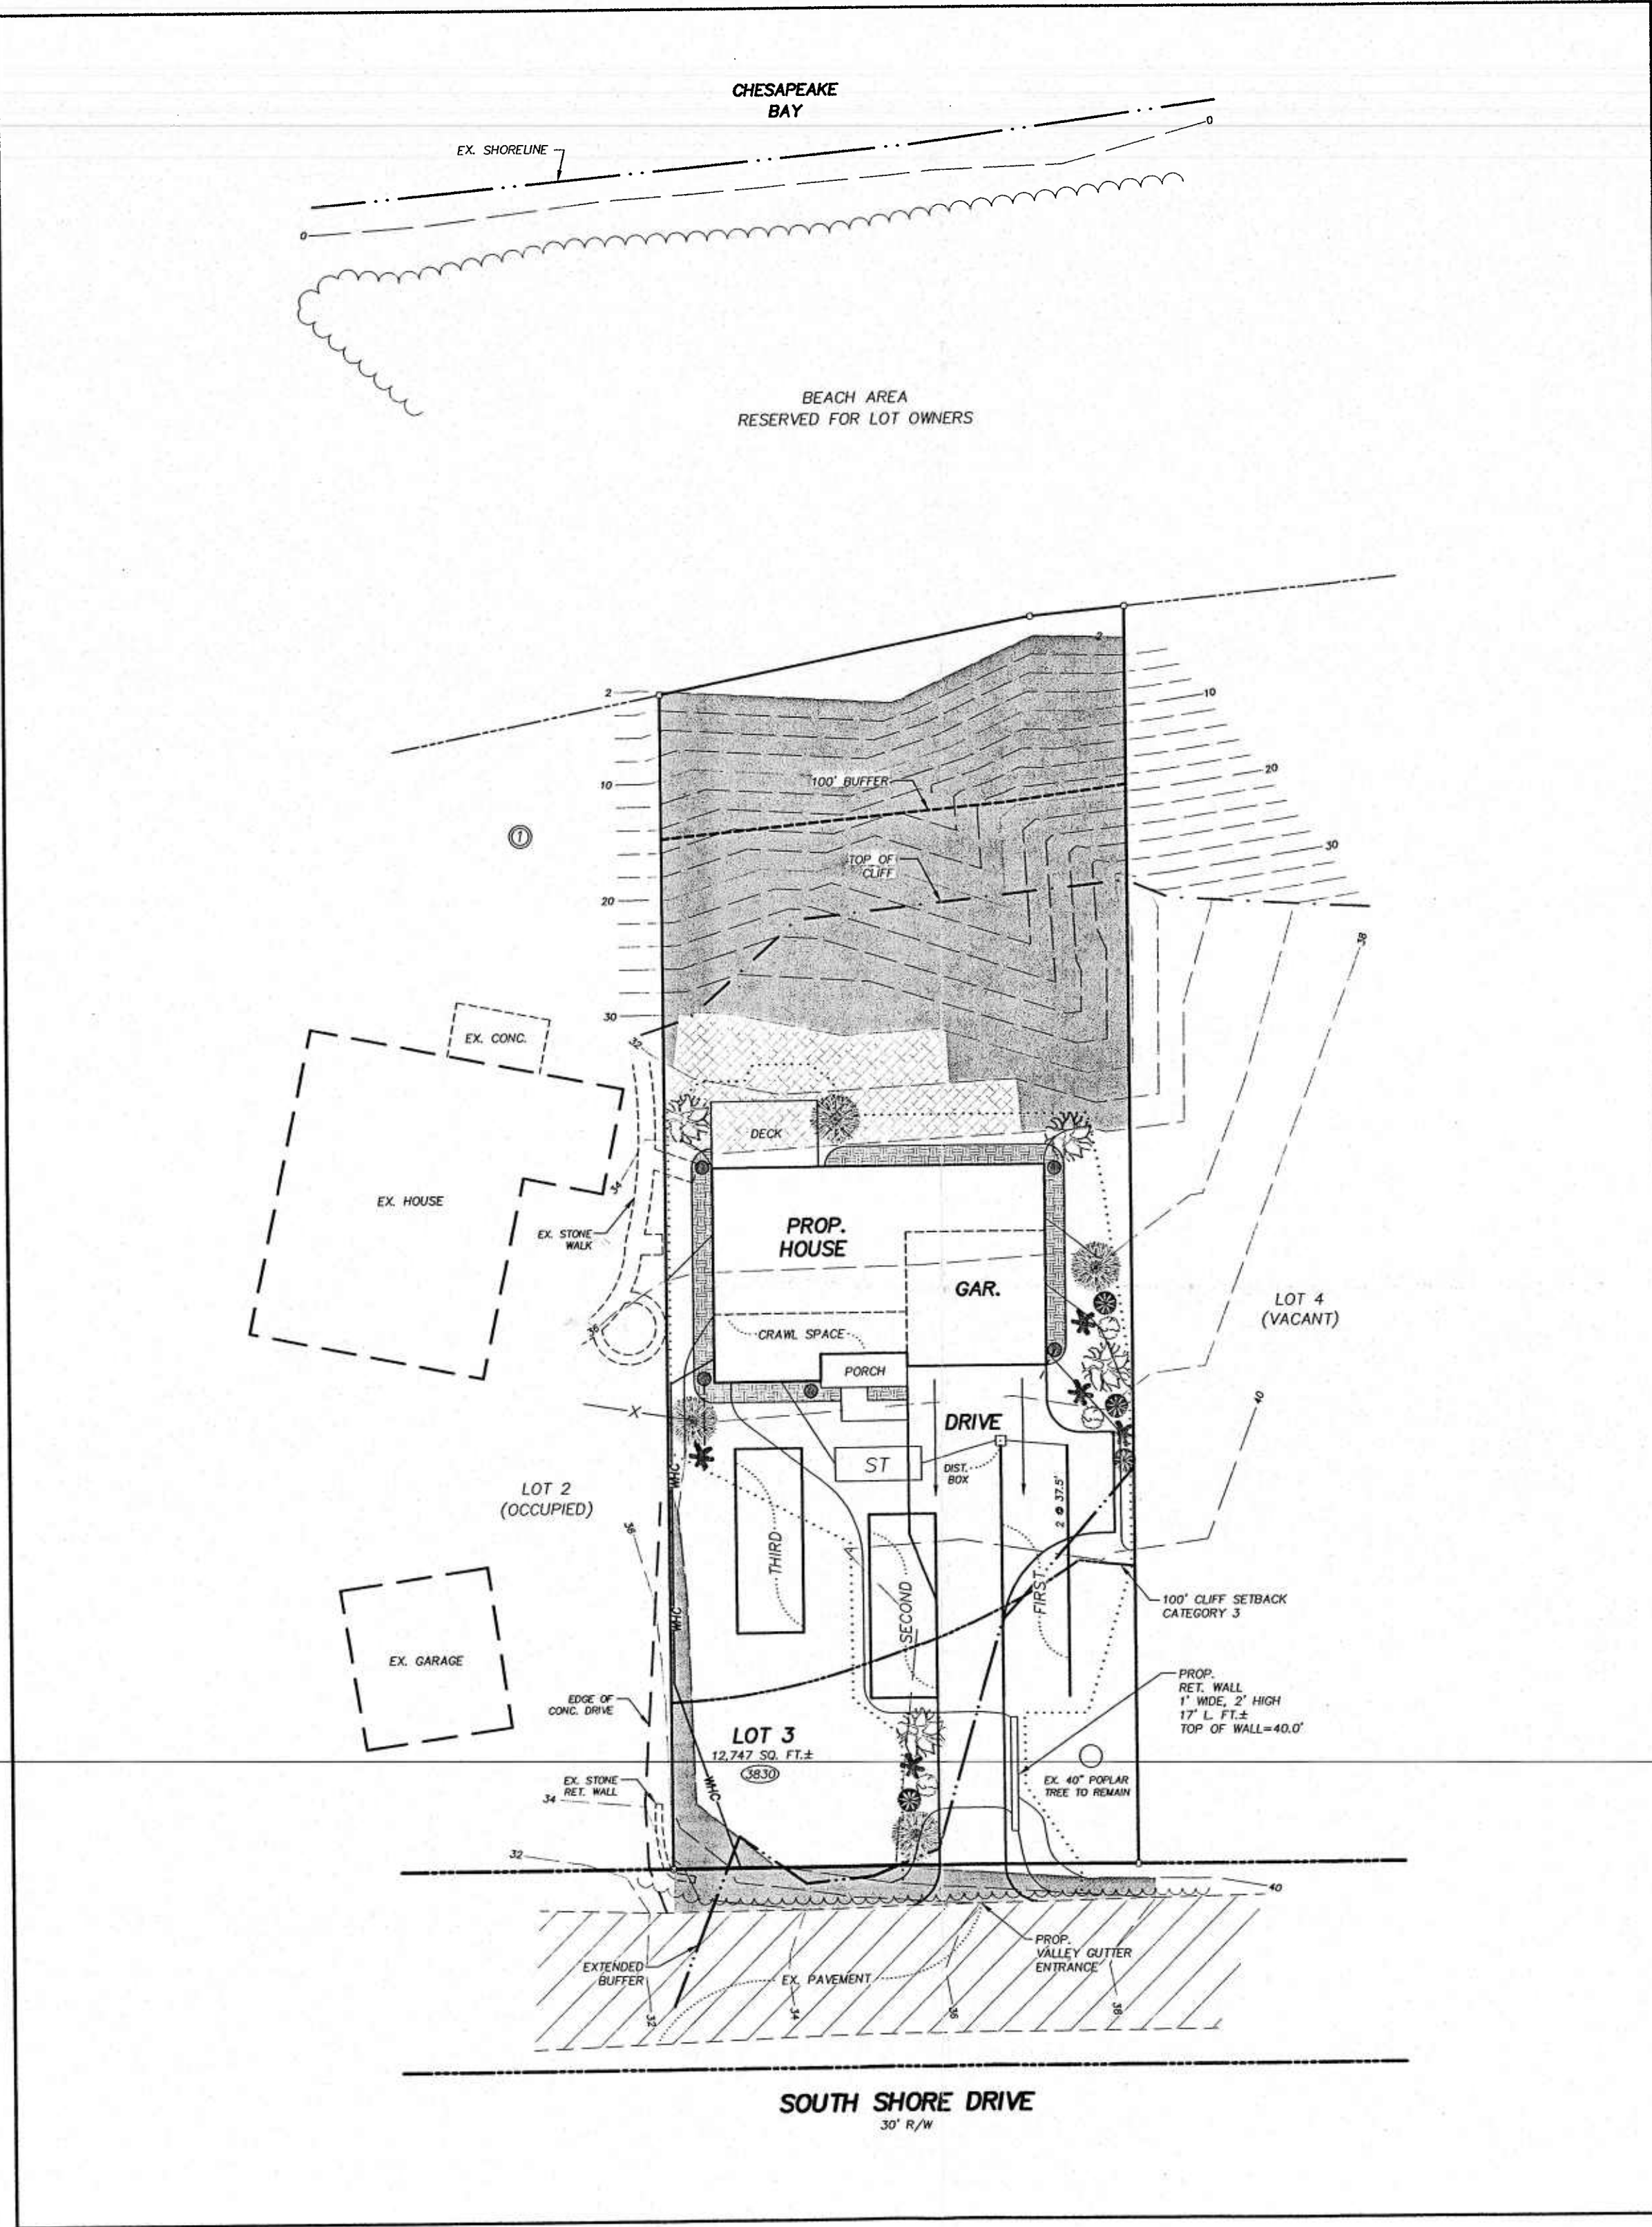 CHESAPEAKE
BAY
EX. SHORELINE
0
0
BEACH AREA
RESERVED FOR LOT OWNERS
2
2
10
10
100' BUFFER
20
1
30
TOP OF
CLIFF
20
38
30
32
EX. CONC.
DECK
EX. HOUSE
34
EX. STONE
WALK
PROP.
HOUSE
GAR.
LOT 4
(VACANT)
36
CRAWL SPACE
PORCH
40
X
DRIVE
ST
DIST.
BOX
WHC
LOT 2
(OCCUPIED)
2 @ 37.5'
38
THIRD
SECOND
FIRST
100' CLIFF SETBACK
CATEGORY 3
WHC
EX. GARAGE
PROP.
RET. WALL
1' WIDE, 2' HIGH
17' L. FT.±
TOP OF WALL=40.0'
EDGE OF
CONC. DRIVE
LOT 3
12,747 SQ. FT.±
3830
WHC
EX. STONE
RET. WALL
34
EX. 40" POPLAR
TREE TO REMAIN
32
40
PROP.
VALLEY GUTTER
ENTRANCE
EXTENDED
BUFFER
EX. PAVEMENT
32
34
36
38
SOUTH SHORE DRIVE
30' R/W